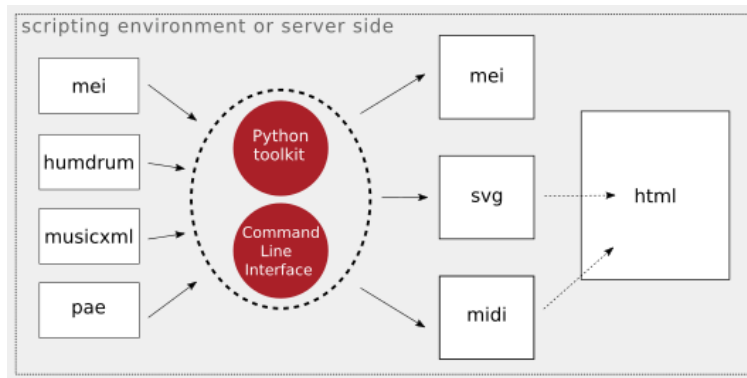 scripting environment or server side
mei
humdrum
musicxml
pae
Python
toolkit
Command
Line
Interface
mei
svg
midi
html